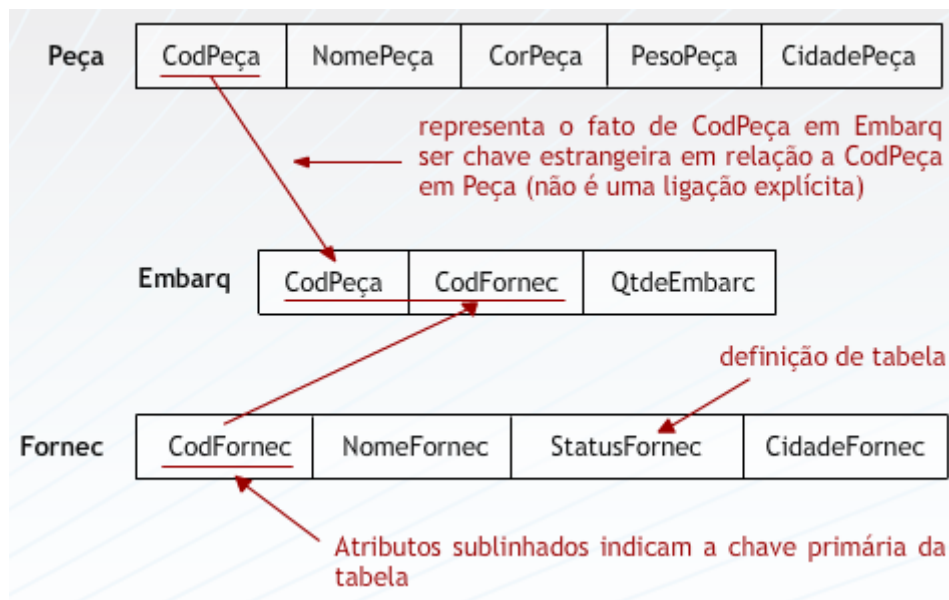 Peça CodPeça NomePeça CorPeça PesoPeça CidadePeça
representa o fato de CodPeça em Embarq
ser chave estrangeira em relação a CodPeça
em Peça (não é uma ligação explícita)
Embarq CodPeça CodFornec QtdeEmbarc
definição de tabela
Fornec CodFornec NomeFornec StatusFornec CidadeFornec
Atributos sublinhados indicam a chave primária da
tabela